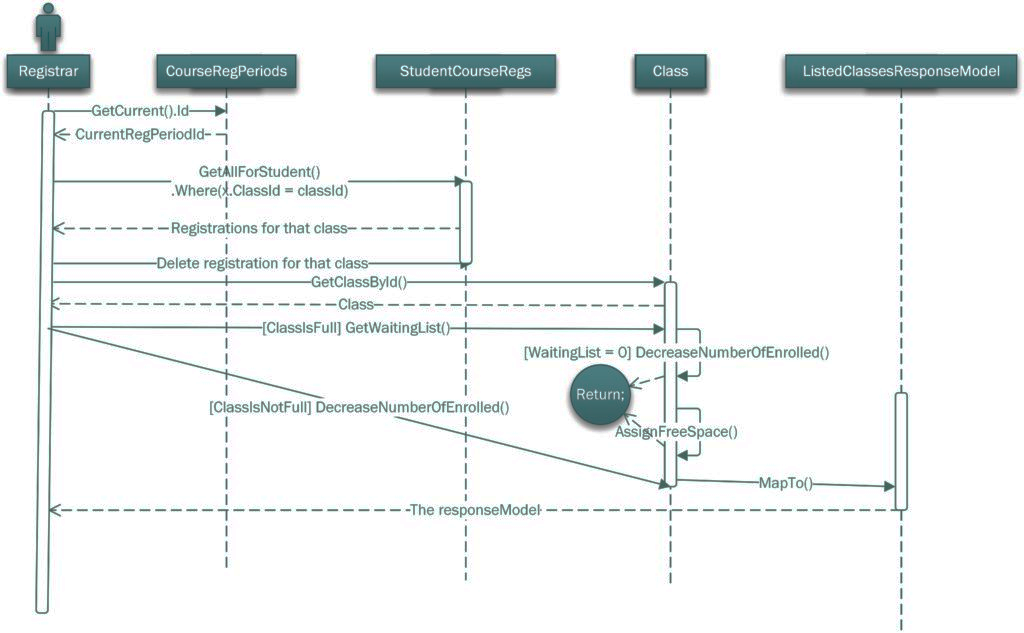 Registrar
CourseRegPeriods
StudentCourseRegs
Class
ListedClassesResponseModel
GetCurrent().Id
CurrentRegPeriodId
GetAllForStudent()
.Where(x.ClassId = classId)
Registrations for that class
Delete registration for that class
GetClassById()
Class
[ClassIsFull] GetWaitingList()
[WaitingList = 0] DecreaseNumberOfEnrolled()
Return;
[ClassIsNotFull] DecreaseNumberOfEnrolled()
AssignFreeSpace()
MapTo()
The responseModel